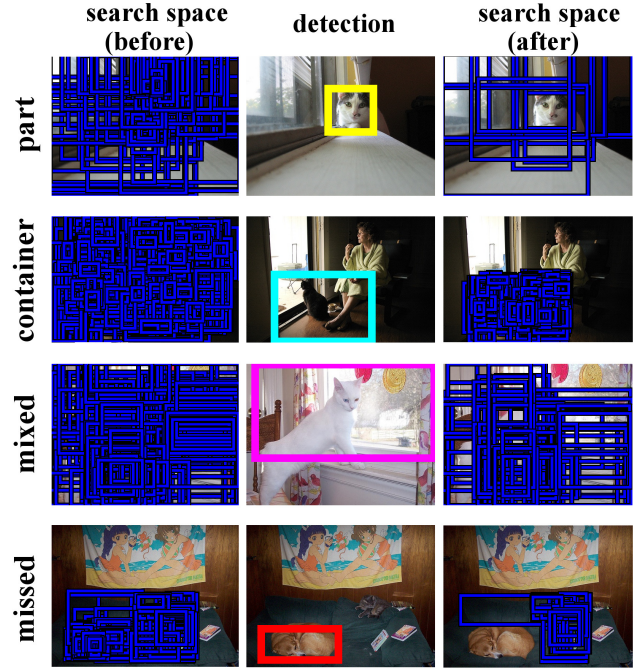 search space
(before)
detection
search space
(after)
part
container
mixed
missed